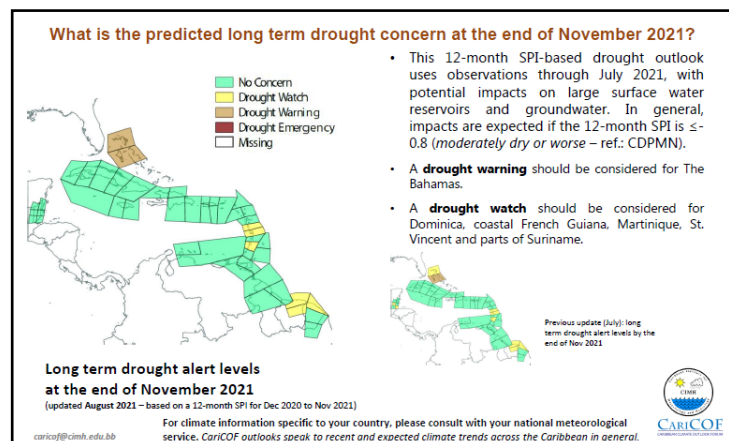 What is the predicted long term drought concern at the end of November 2021?
No Concern
Drought Watch
Drought Warning
Drought Emergency
Missing
• This 12-month SPI-based drought outlook
uses observations through July 2021, with
potential impacts on large surface water
reservoirs and groundwater. In general,
impacts are expected if the 12-month SPI is ≤-
0.8 (moderately dry or worse – ref.: CDPMN).
• A drought warning should be considered for The
Bahamas.
• A drought watch should be considered for
Dominica, coastal French Guiana, Martinique, St.
Vincent and parts of Suriname.
Previous update (July): long
term drought alert levels by the
end of Nov 2021
Long term drought alert levels
at the end of November 2021
(updated August 2021 – based on a 12-month SPI for Dec 2020 to Nov 2021)
caricof@cimh.edu.bb
For climate information specific to your country, please consult with your national meteorological
service. CariCOF outlooks speak to recent and expected climate trends across the Caribbean in general.
CIMH
CARICOF